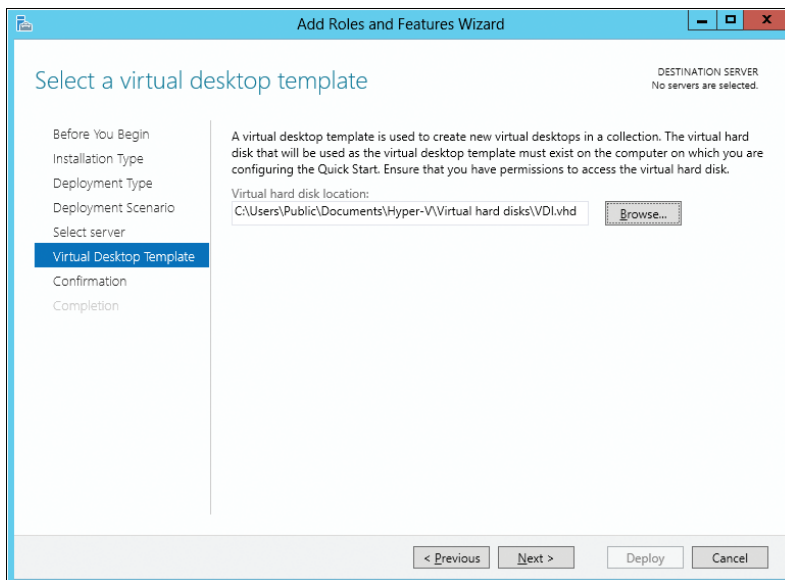 Add Roles and Features Wizard
Select a virtual desktop template
DESTINATION SERVER
No servers are selected.
Before You Begin
Installation Type
Deployment Type
Deployment Scenario
Select server
Virtual Desktop Template
Confirmation
Completion
A virtual desktop template is used to create new virtual desktops in a collection. The virtual hard
disk that will be used as the virtual desktop template must exist on the computer on which you are
configuring the Quick Start. Ensure that you have permissions to access the virtual hard disk.
Virtual hard disk location:
C:\Users\Public\Documents\Hyper-V\Virtual hard disks\VDI.vhd
Browse...
< Previous
Next >
Deploy
Cancel